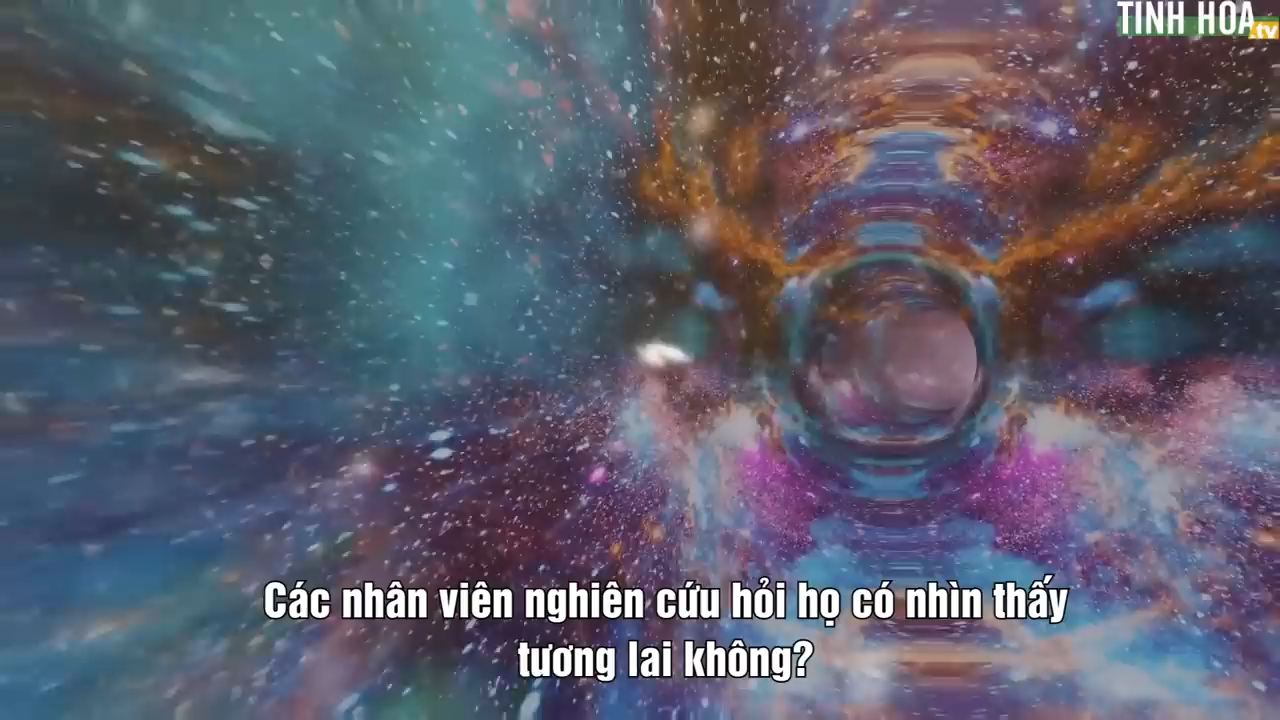 TINH HOA.tv
Các nhân viên nghiên cứu hỏi họ có nhìn thấy
tương lai không?